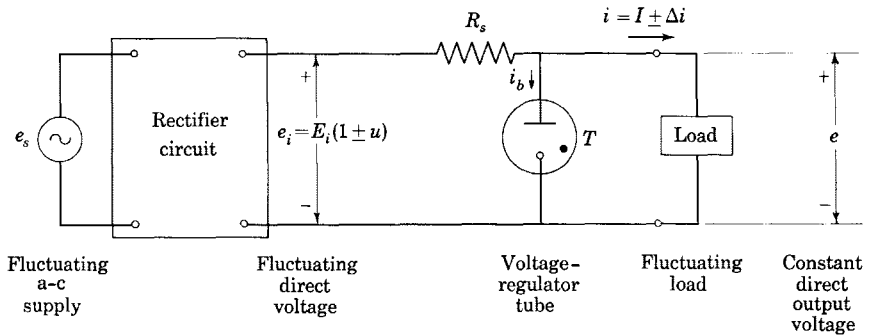 R_s
i = I ± Δi
+
i_b
+
e_s
Rectifier
circuit
e_i = E_i(1 ± u)
T
Load
e
−
−
Fluctuating
a-c
supply
Fluctuating
direct
voltage
Voltage-
regulator
tube
Fluctuating
load
Constant
direct
output
voltage